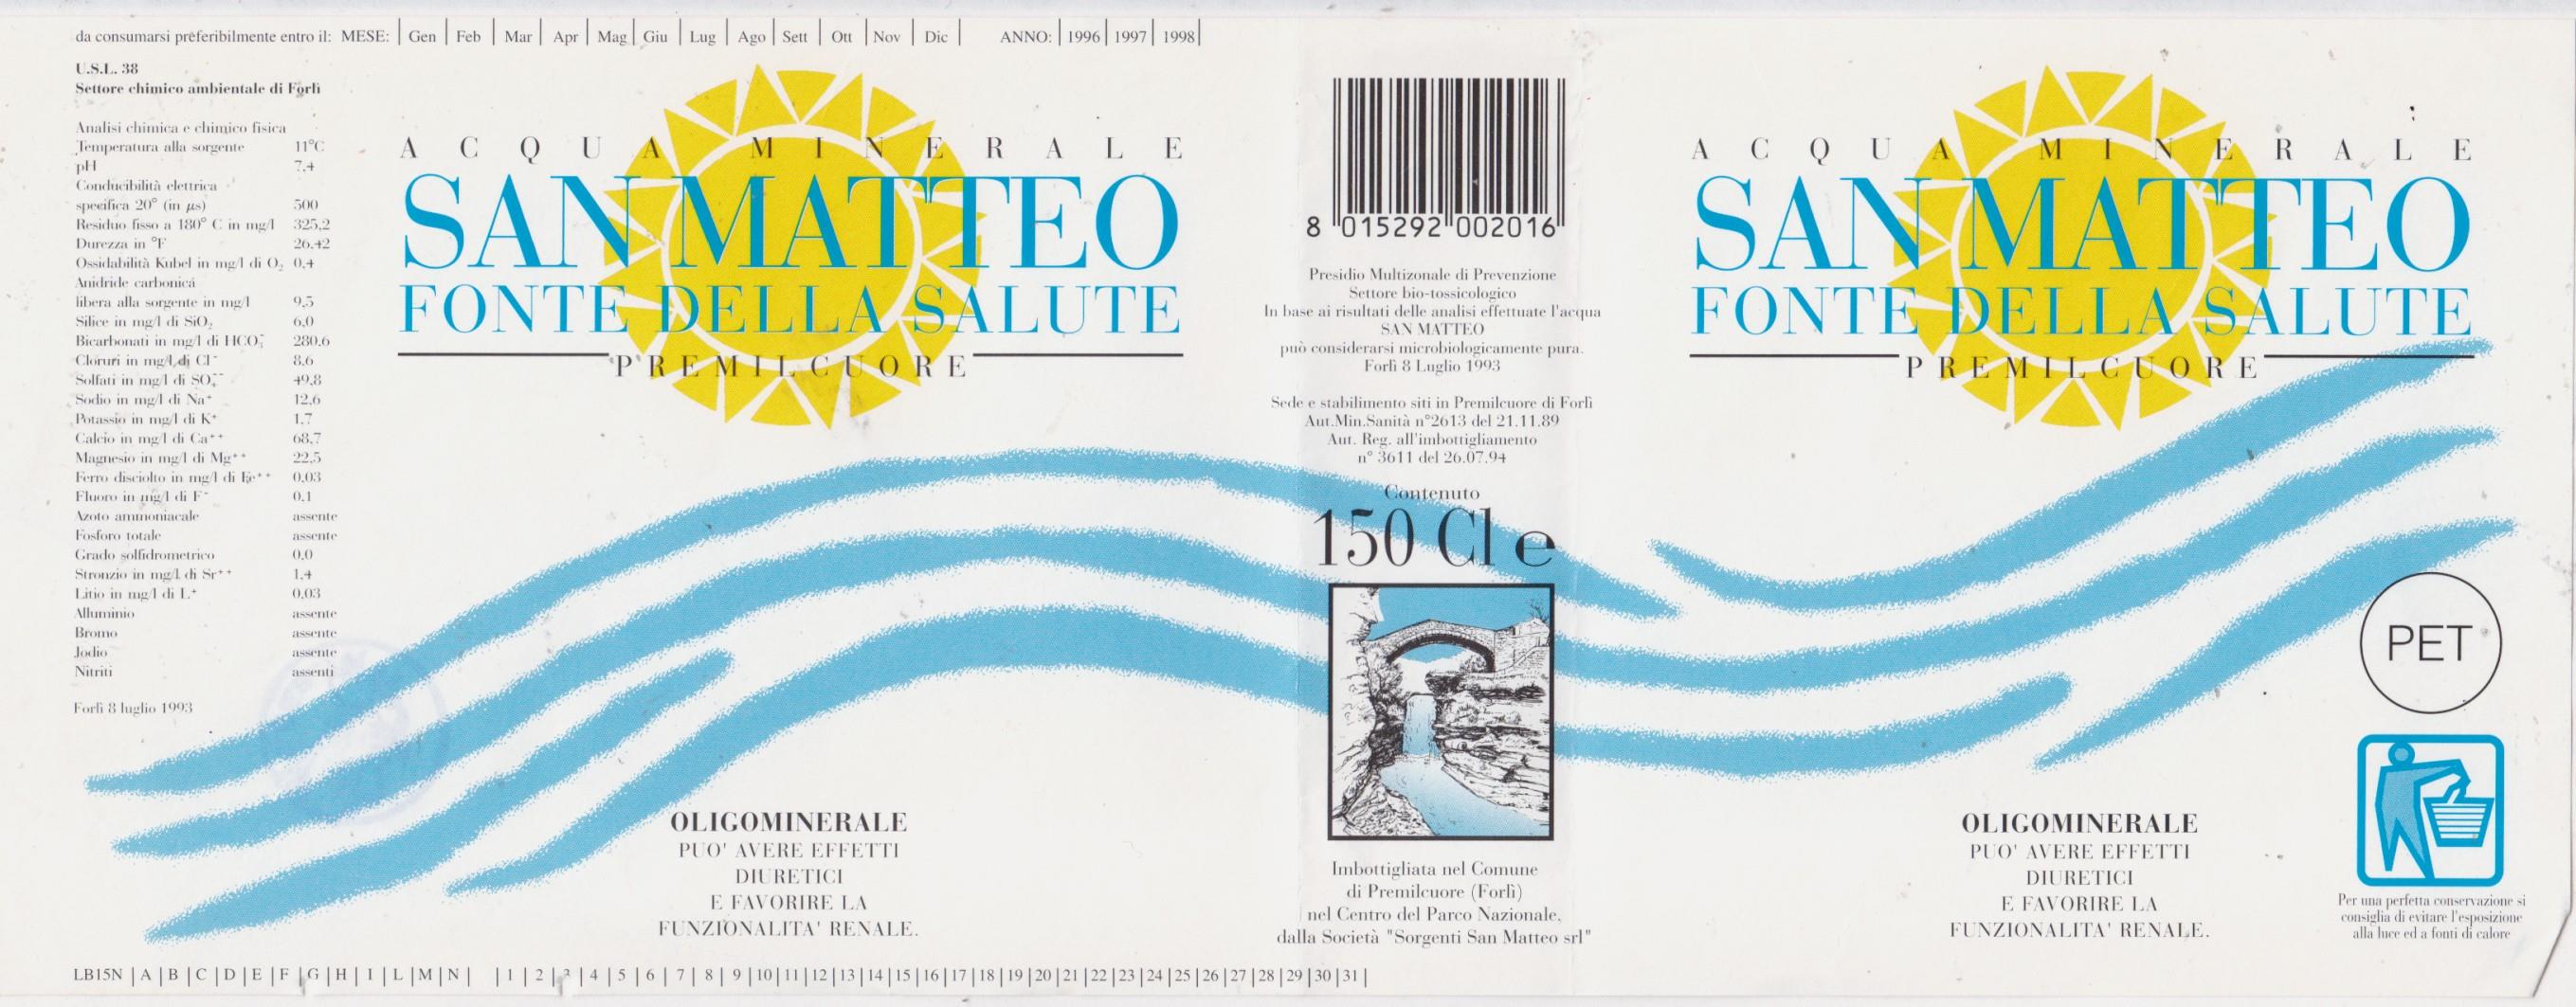 da consumarsi preferibilmente entro il: MESE: | Gen | Feb | Mar | Apr | Mag | Giu | Lug | Ago | Sett | Ott | Nov | Dic | ANNO: | 1996 | 1997 | 1998 |
U.S.L. 38
Settore chimico ambientale di Forlì
Analisi chimica e chimico fisica
Temperatura alla sorgente 11°C
pH 7,4
Conducibilità elettrica
specifica 20° (in µs) 500
Residuo fisso a 180° C in mg/l 325,2
Durezza in °F 26,42
Ossidabilità Kubel in mg/l di O₂ 0,4
Anidride carbonica
libera alla sorgente in mg/l 9,5
Silice in mg/l di SiO₂ 6,0
Bicarbonati in mg/l di HCO₃⁻ 280,6
Cloruri in mg/l di Cl⁻ 8,6
Solfati in mg/l di SO₄⁻⁻ 49,8
Sodio in mg/l di Na⁺ 12,6
Potassio in mg/l di K⁺ 1,7
Calcio in mg/l di Ca⁺⁺ 68,7
Magnesio in mg/l di Mg⁺⁺ 22,5
Ferro disciolto in mg/l di Fe⁺⁺ 0,03
Fluoro in mg/l di F⁻ 0,1
Azoto ammoniacale assente
Fosforo totale assente
Grado solfidrometrico 0,0
Stronzio in mg/l di Sr⁺⁺ 1,4
Litio in mg/l di L⁺ 0,03
Alluminio assente
Bromo assente
Jodio assente
Nitriti assenti
Forlì 8 luglio 1993
ACQUA MINERALE
SAN MATTEO
FONTE DELLA SALUTE
PREMILCUORE
OLIGOMINERALE
PUO' AVERE EFFETTI
DIURETICI
E FAVORIRE LA
FUNZIONALITA' RENALE.
8 015292 002016
Presidio Multizonale di Prevenzione
Settore bio-tossicologico
In base ai risultati delle analisi effettuate l'acqua
SAN MATTEO
può considerarsi microbiologicamente pura.
Forlì 8 Luglio 1993
Sede e stabilimento siti in Premilcuore di Forlì
Aut.Min.Sanità n°2613 del 21.11.89
Aut. Reg. all'imbottigliamento
n° 3611 del 26.07.94
Contenuto
150 Cl e
Imbottigliata nel Comune
di Premilcuore (Forlì)
nel Centro del Parco Nazionale,
dalla Società "Sorgenti San Matteo srl"
ACQUA MINERALE
SAN MATTEO
FONTE DELLA SALUTE
PREMILCUORE
OLIGOMINERALE
PUO' AVERE EFFETTI
DIURETICI
E FAVORIRE LA
FUNZIONALITA' RENALE.
PET
Per una perfetta conservazione si
consiglia di evitare l'esposizione
alla luce ed a fonti di calore
LB15N | A | B | C | D | E | F | G | H | I | L | M | N | | 1 | 2 | 3 | 4 | 5 | 6 | 7 | 8 | 9 | 10 | 11 | 12 | 13 | 14 | 15 | 16 | 17 | 18 | 19 | 20 | 21 | 22 | 23 | 24 | 25 | 26 | 27 | 28 | 29 | 30 | 31 |